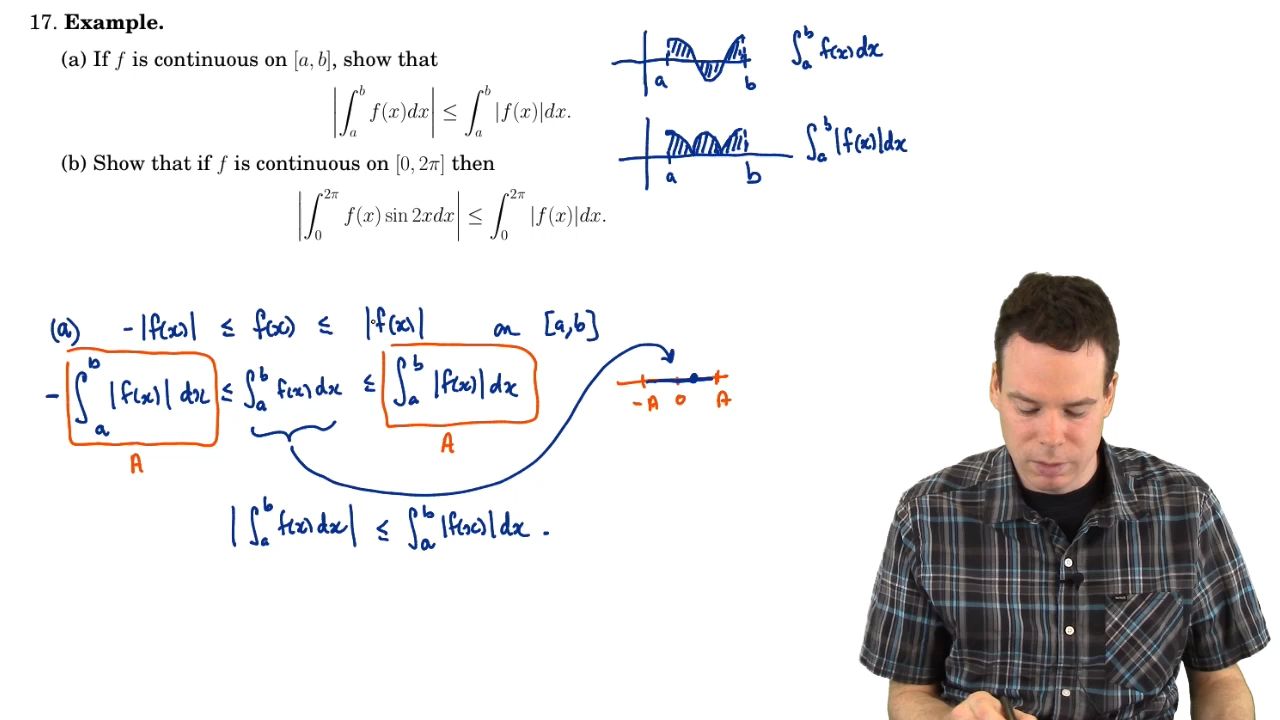 17. Example.
(a) If f is continuous on [a, b], show that
|∫_a^b f(x)dx| ≤ ∫_a^b |f(x)|dx.
(b) Show that if f is continuous on [0, 2π] then
|∫_0^{2π} f(x) sin 2xdx| ≤ ∫_0^{2π} |f(x)|dx.
a b ∫_a^b f(x)dx
a b ∫_a^b |f(x)|dx
(a) -|f(x)| ≤ f(x) ≤ |f(x)| on [a,b]
-∫_a^b |f(x)| dx ≤ ∫_a^b f(x)dx ≤ ∫_a^b |f(x)|dx
-A 0 A
A A
|∫_a^b f(x)dx| ≤ ∫_a^b |f(x)|dx.